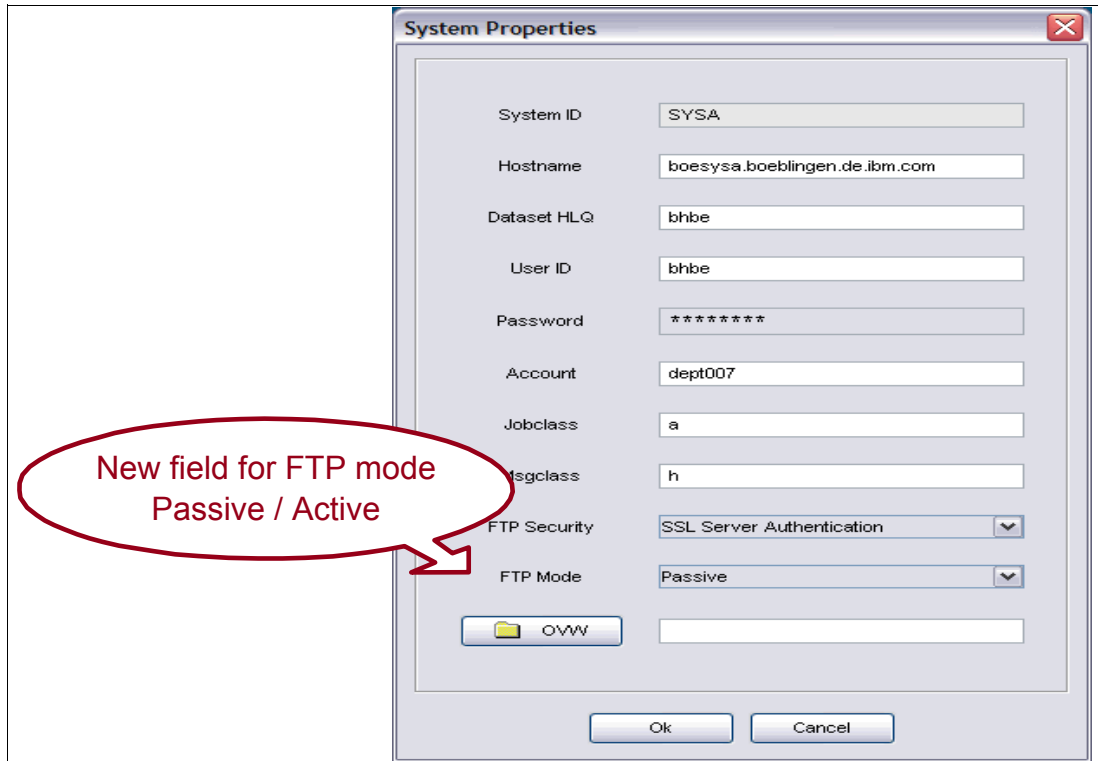 System Properties
System ID SYSA
Hostname boesysa.boeblingen.de.ibm.com
Dataset HLQ bhbe
User ID bhbe
Password ********
Account dept007
Jobclass a
New field for FTP mode
Passive / Active
Msgclass h
FTP Security SSL Server Authentication
FTP Mode Passive
OVW
Ok Cancel